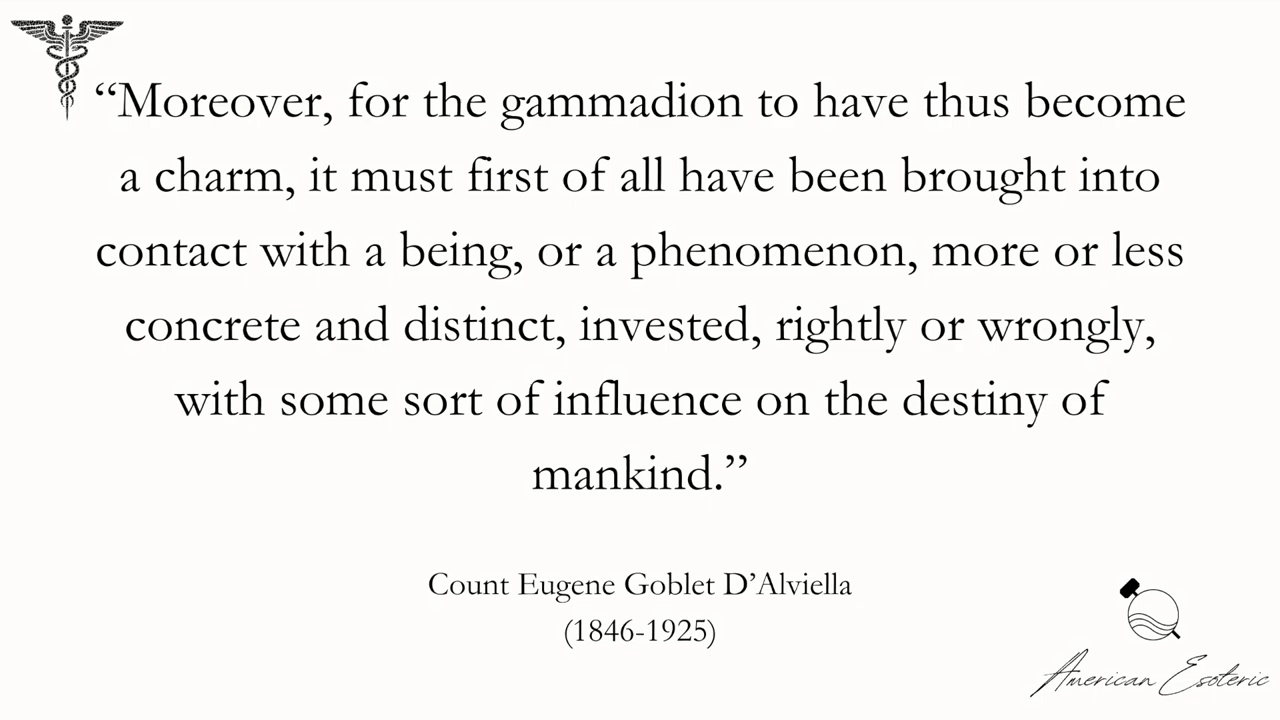 “Moreover, for the gammadion to have thus become
a charm, it must first of all have been brought into
contact with a being, or a phenomenon, more or less
concrete and distinct, invested, rightly or wrongly,
with some sort of influence on the destiny of
mankind.”
Count Eugene Goblet D’Alviella
(1846-1925)
American Esoteric